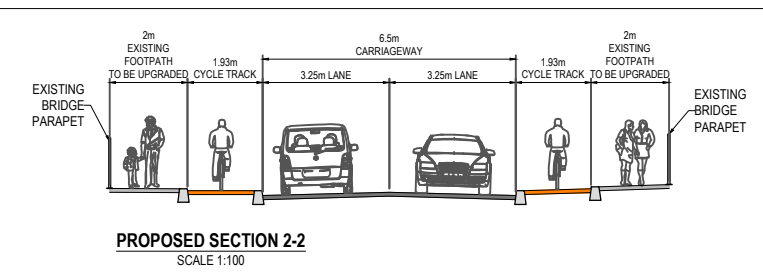 2m
EXISTING
FOOTPATH
TO BE UPGRADED
1.93m
CYCLE TRACK
6.5m
CARRIAGEWAY
3.25m LANE
3.25m LANE
1.93m
CYCLE TRACK
2m
EXISTING
FOOTPATH
TO BE UPGRADED
EXISTING
BRIDGE
PARAPET
EXISTING
BRIDGE
PARAPET
PROPOSED SECTION 2-2
SCALE 1:100